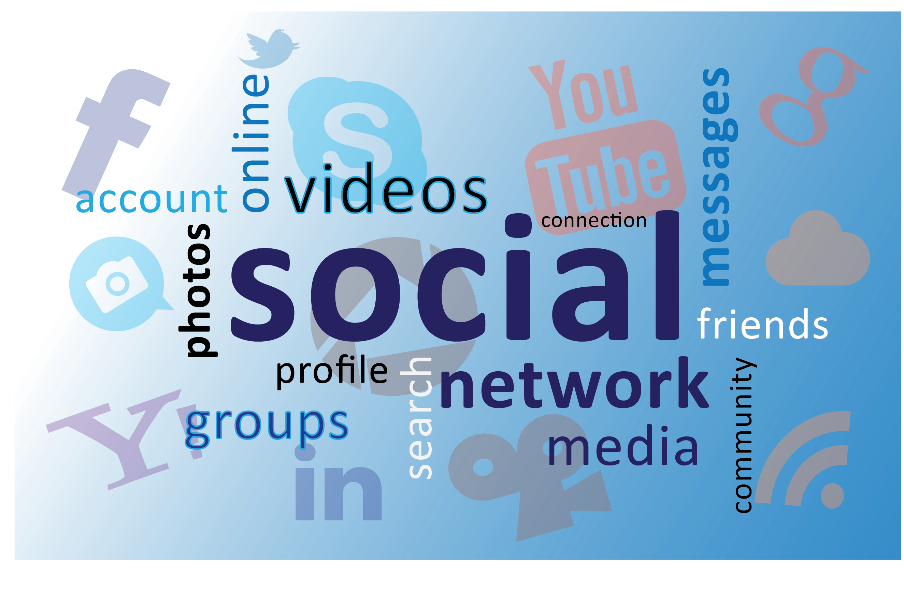 f
online
S
You
Tube
messages
g
account
videos
connection
photos
social
friends
profile
search
network
community
Y!
groups
in
media